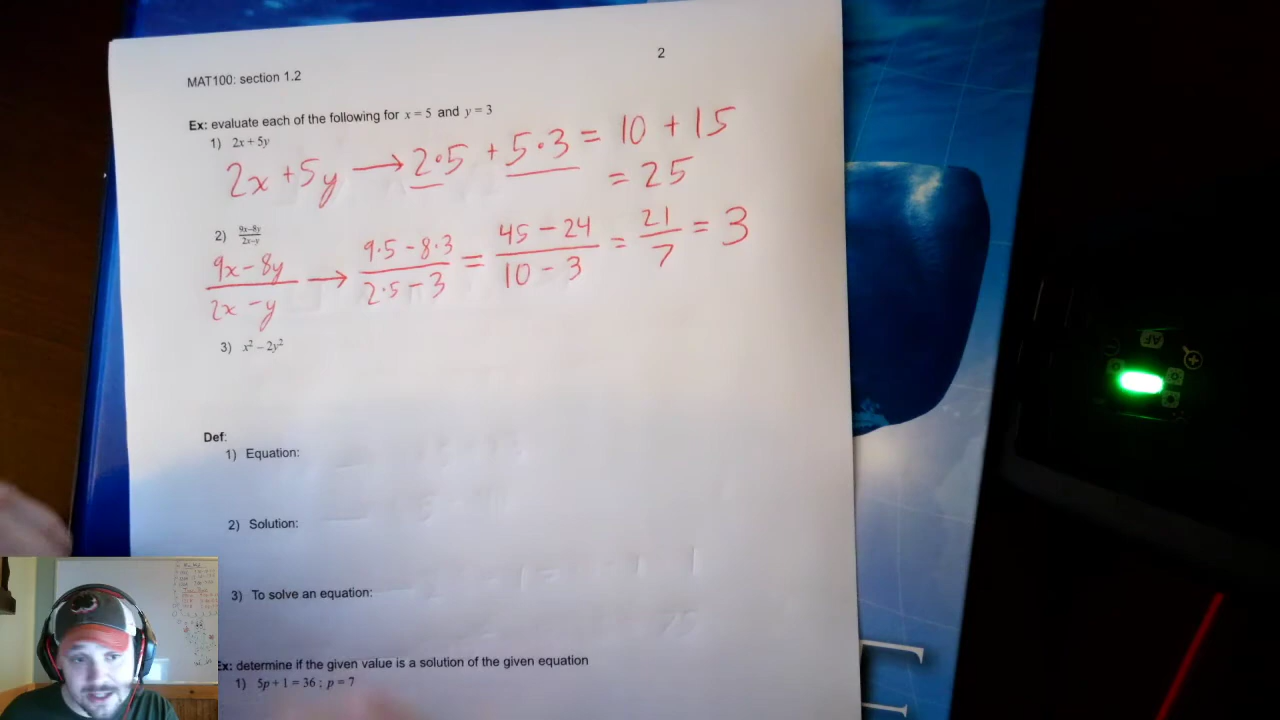 2
MAT100: section 1.2
Ex: evaluate each of the following for x = 5 and y = 3
1) 2x + 5y
2x + 5y → 2·5 + 5·3 = 10 + 15
= 25
2) 9x−8y / 2x−y
9x − 8y / 2x − y → 9·5 − 8·3 / 2·5 − 3 = 45 − 24 / 10 − 3 = 21 / 7 = 3
3) x² − 2y²
Def:
1) Equation:
2) Solution:
3) To solve an equation:
Ex: determine if the given value is a solution of the given equation
1) 5p + 1 = 36 ; p = 7
AF